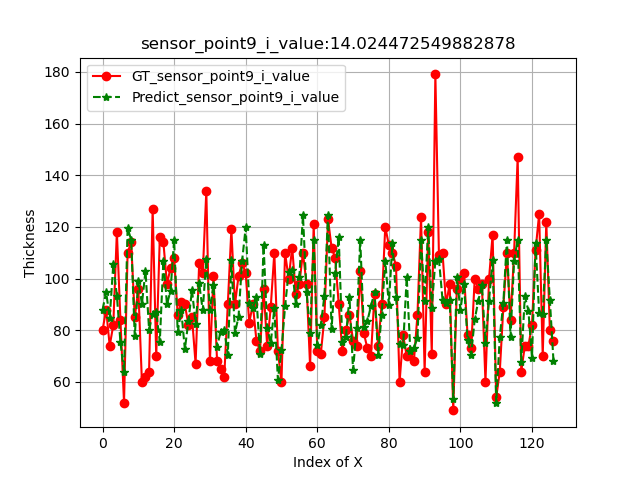 sensor_point9_i_value:14.024472549882878
GT_sensor_point9_i_value
Predict_sensor_point9_i_value
Thickness
180
160
140
120
100
80
60
0 20 40 60 80 100 120
Index of X